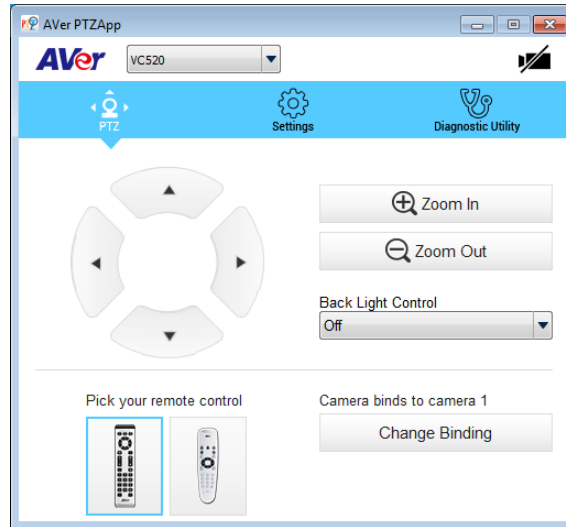 AVer PTZApp
AVer
VC520
PTZ
Settings
Diagnostic Utility
Zoom In
Zoom Out
Back Light Control
Off
Pick your remote control
Camera binds to camera 1
Change Binding
AVer